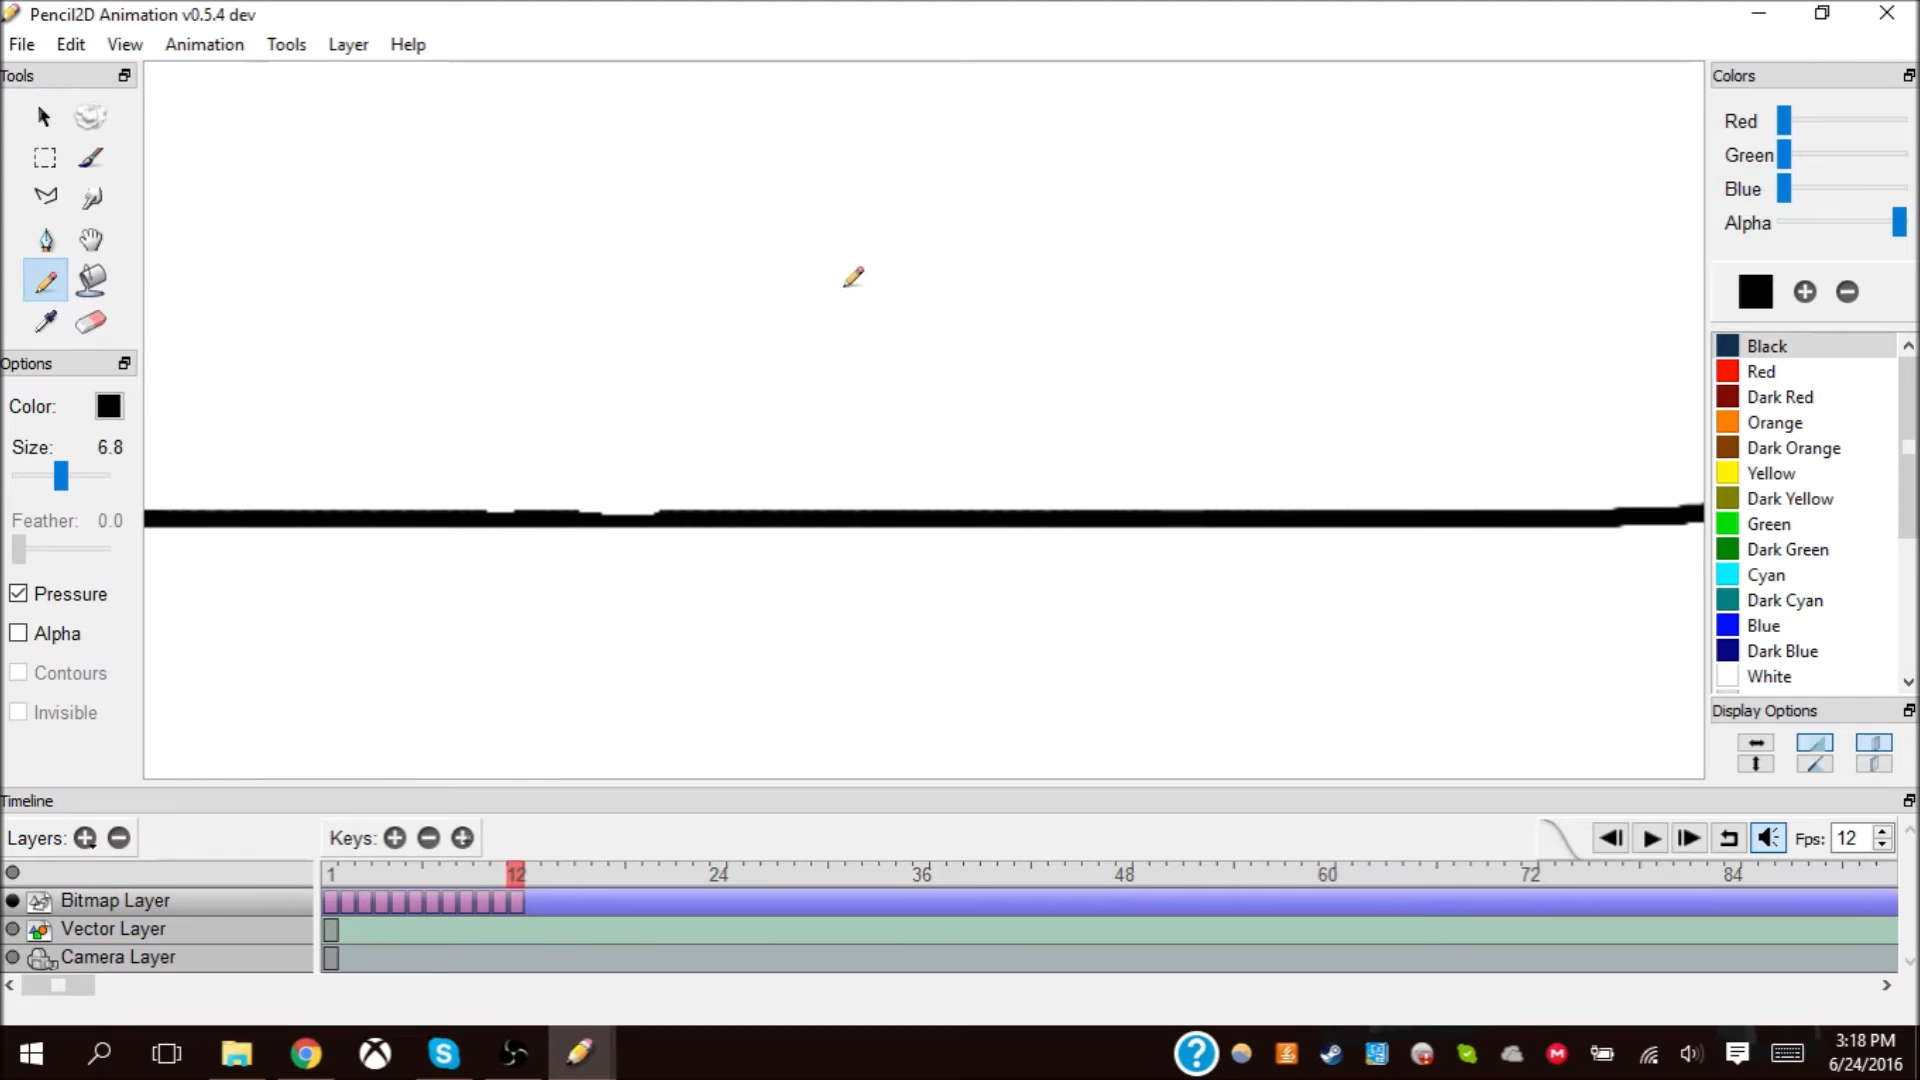 Pencil2D Animation v0.5.4 dev
File Edit View Animation Tools Layer Help
Tools
Colors
Red
Green
Blue
Alpha
Options
Color:
Size: 6.8
Feather: 0.0
Pressure
Alpha
Contours
Invisible
Black
Red
Dark Red
Orange
Dark Orange
Yellow
Dark Yellow
Green
Dark Green
Cyan
Dark Cyan
Blue
Dark Blue
White
Display Options
Timeline
Layers: Keys: Fps: 12
1 12 24 36 48 60 72 84
Bitmap Layer
Vector Layer
Camera Layer
3:18 PM
6/24/2016